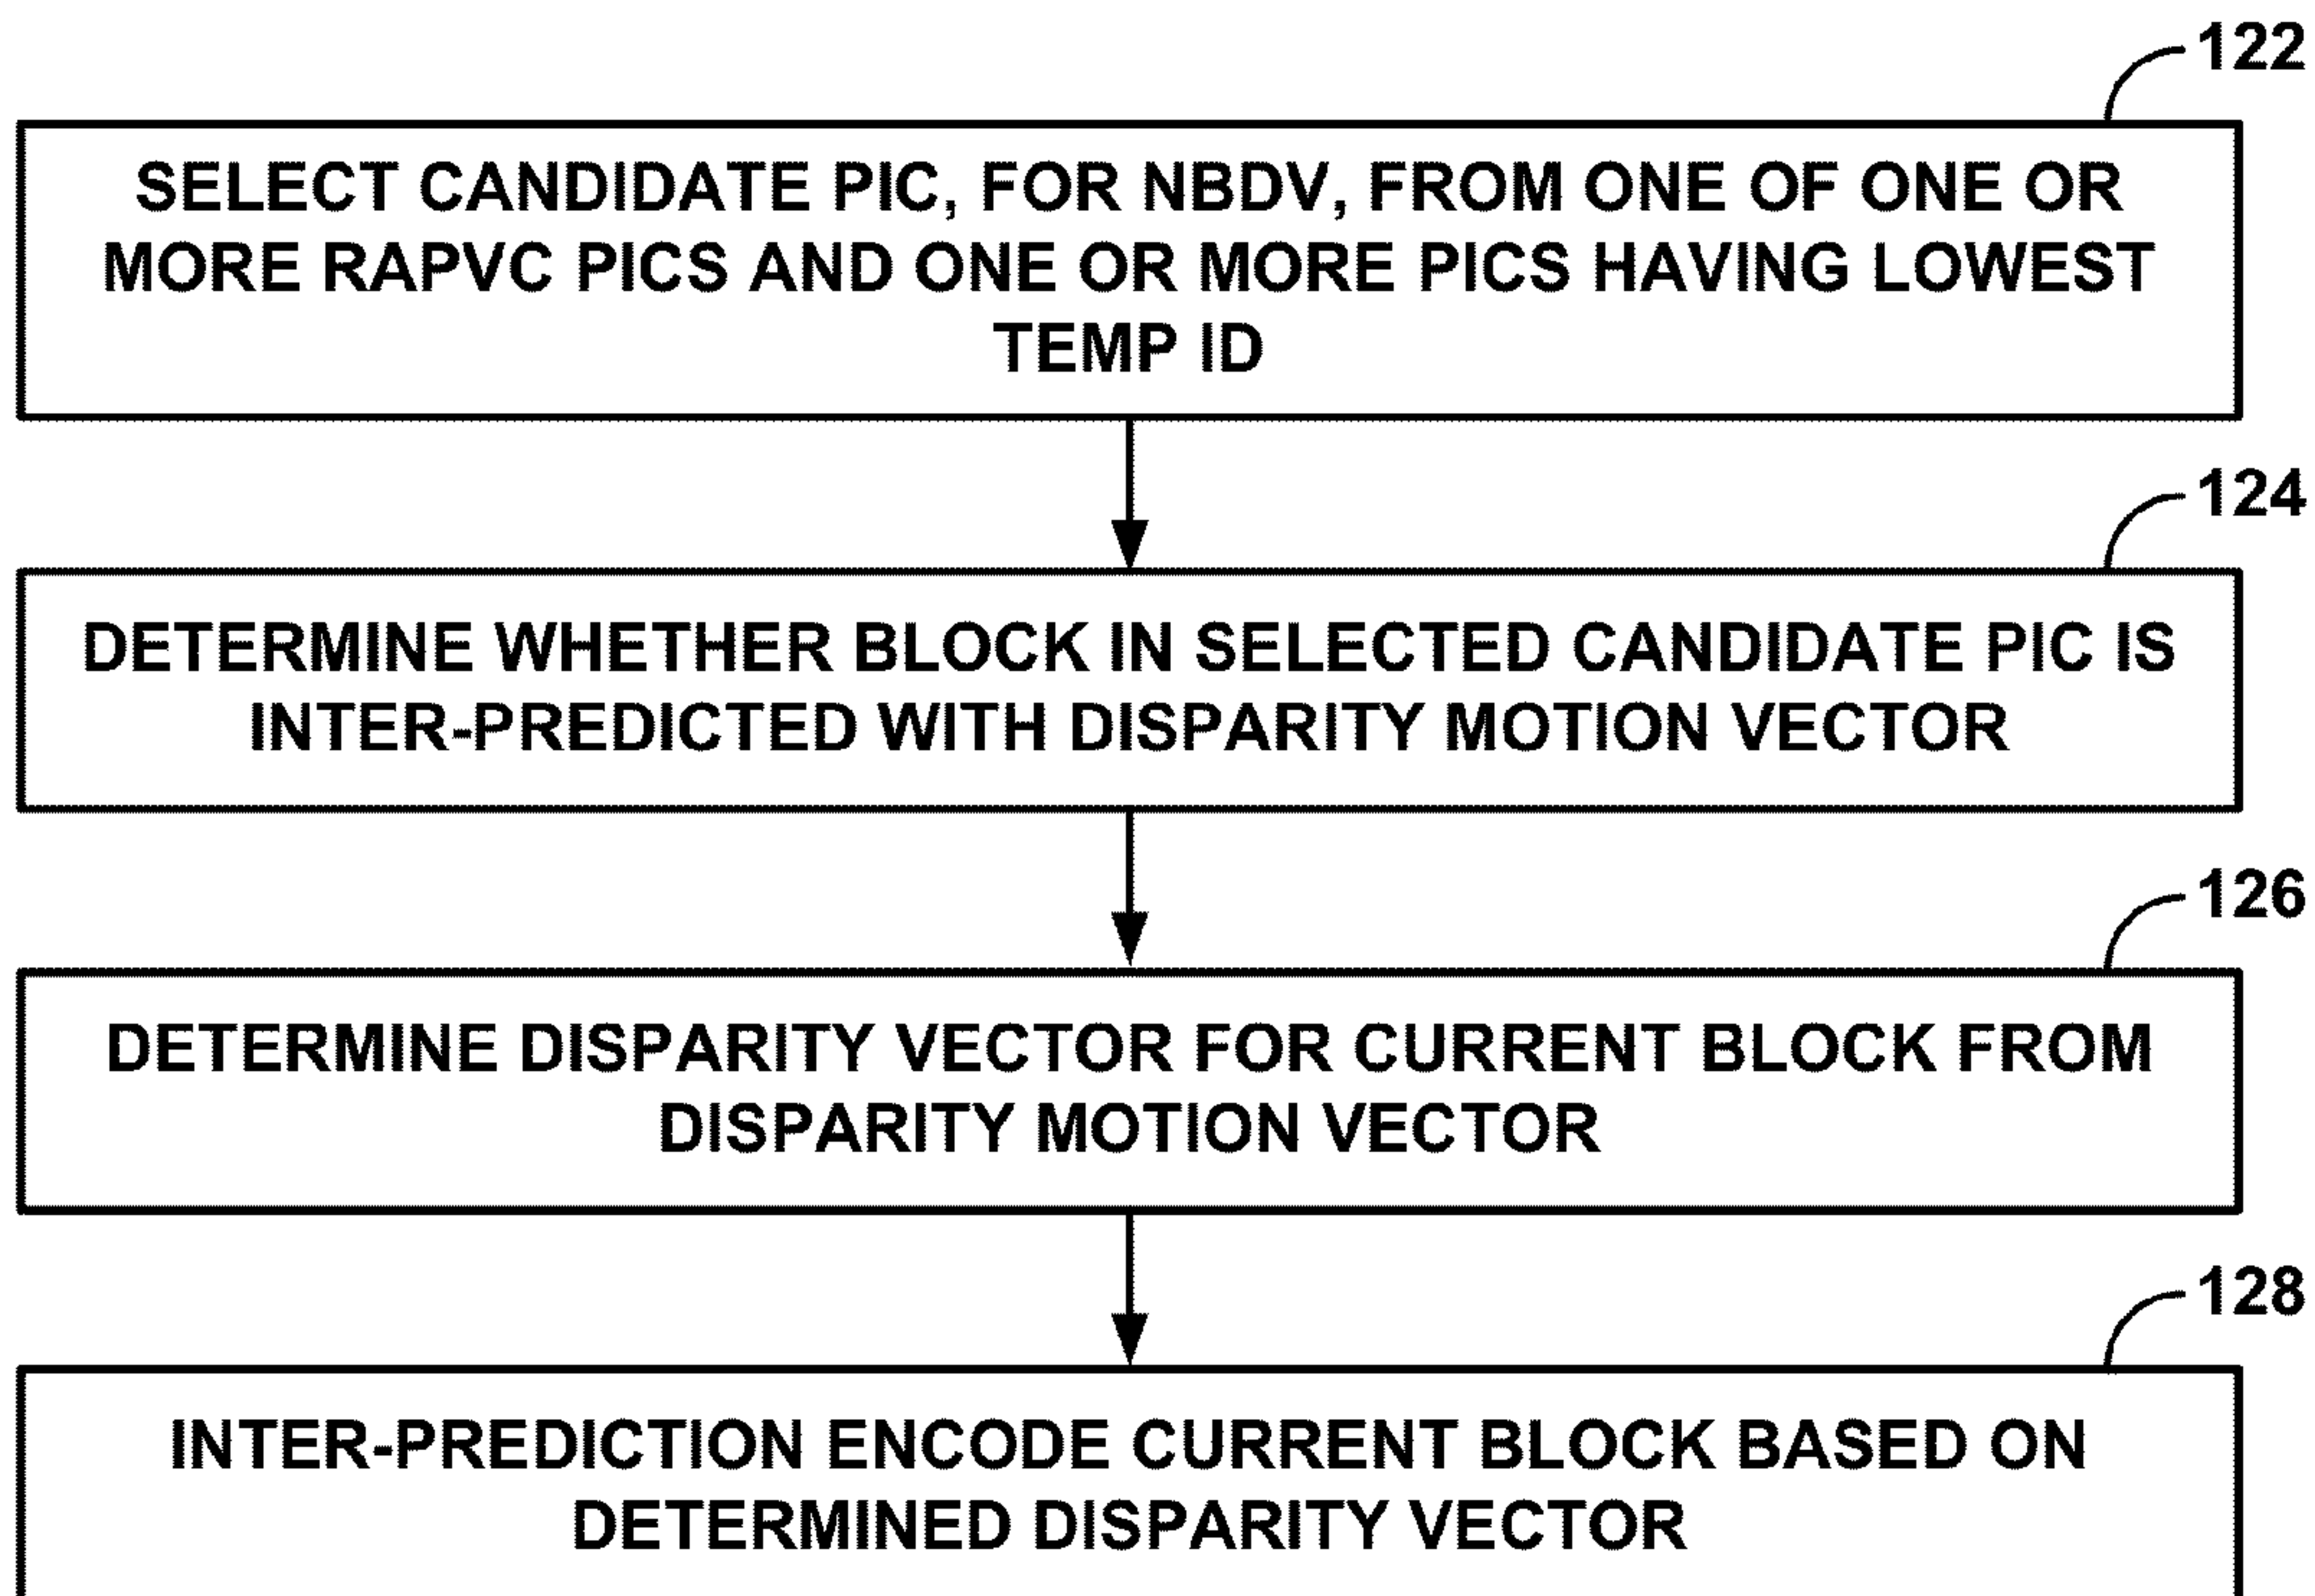 122
SELECT CANDIDATE PIC, FOR NBDV, FROM ONE OF ONE OR
MORE RAPVC PICS AND ONE OR MORE PICS HAVING LOWEST
TEMP ID
124
DETERMINE WHETHER BLOCK IN SELECTED CANDIDATE PIC IS
INTER-PREDICTED WITH DISPARITY MOTION VECTOR
126
DETERMINE DISPARITY VECTOR FOR CURRENT BLOCK FROM
DISPARITY MOTION VECTOR
128
INTER-PREDICTION ENCODE CURRENT BLOCK BASED ON
DETERMINED DISPARITY VECTOR